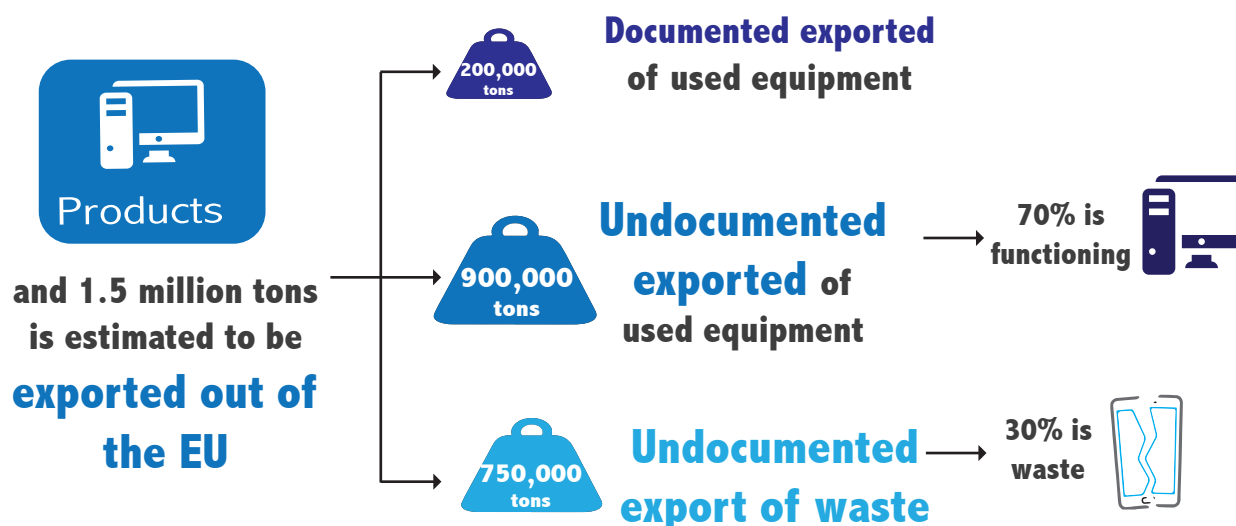 Products
and 1.5 million tons
is estimated to be
exported out of
the EU
200,000
tons
Documented exported
of used equipment
900,000
tons
Undocumented
exported of
used equipment
70% is
functioning
750,000
tons
Undocumented
export of waste
30% is
waste